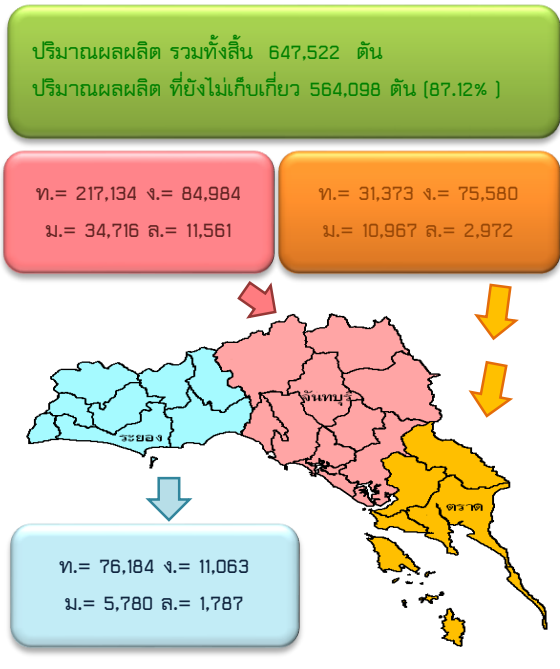 ปริมาณผลผลิต รวมทั้งสิ้น 647,522 ตัน
ปริมาณผลผลิต ที่ยังไม่เก็บเกี่ยว 564,098 ตัน (87.12% )
ท.= 217,134 ง.= 84,984
ม.= 34,716 ล.= 11,561
ท.= 31,373 ง.= 75,580
ม.= 10,967 ล.= 2,972
จันทบุรี
ระยอง
ตราด
ท.= 76,184 ง.= 11,063
ม.= 5,780 ล.= 1,787